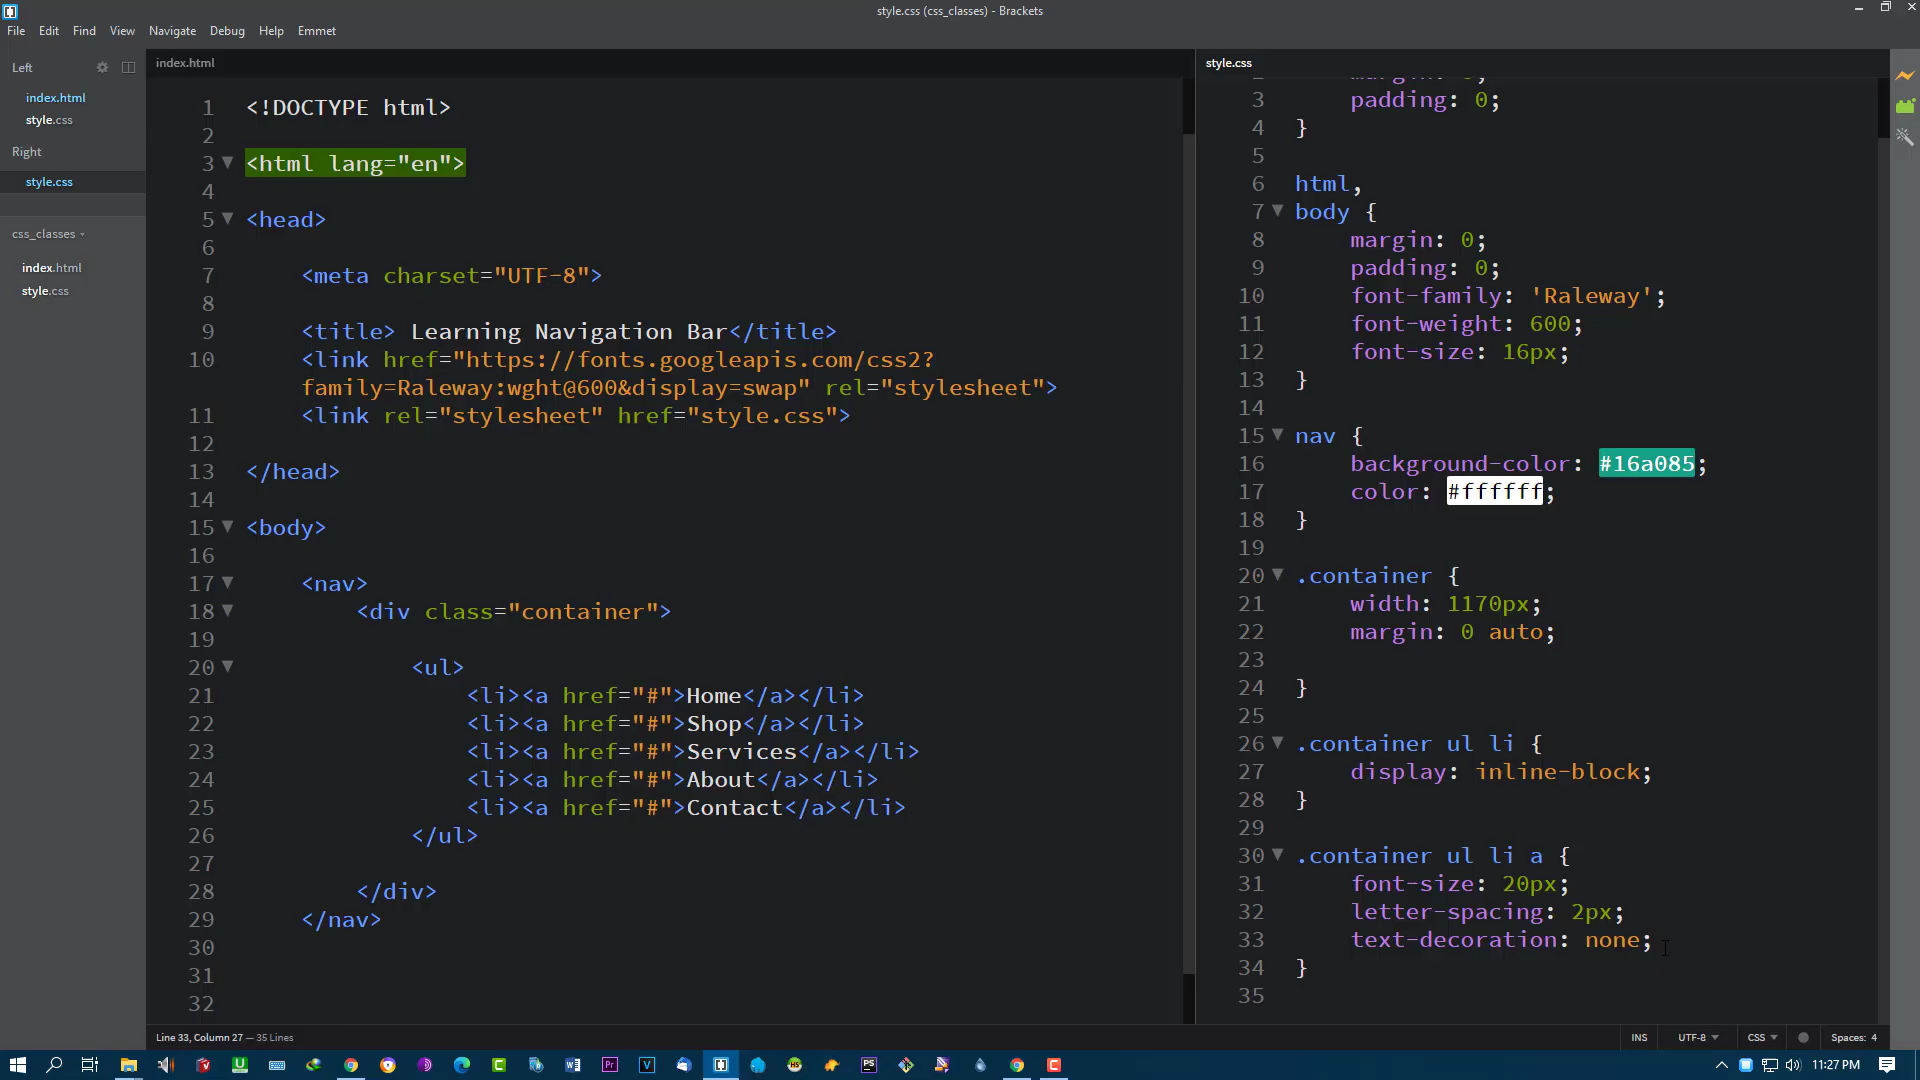 style.css (css_classes) - Brackets
File Edit Find View Navigate Debug Help Emmet
Left
index.html
style.css
Right
style.css
css_classes
index.html
style.css
index.html
1 <!DOCTYPE html>
2
3 <html lang="en">
4
5 <head>
6
7 <meta charset="UTF-8">
8
9 <title> Learning Navigation Bar</title>
10 <link href="https://fonts.googleapis.com/css2?
family=Raleway:wght@600&display=swap" rel="stylesheet">
11 <link rel="stylesheet" href="style.css">
12
13 </head>
14
15 <body>
16
17 <nav>
18 <div class="container">
19
20 <ul>
21 <li><a href="#">Home</a></li>
22 <li><a href="#">Shop</a></li>
23 <li><a href="#">Services</a></li>
24 <li><a href="#">About</a></li>
25 <li><a href="#">Contact</a></li>
26 </ul>
27
28 </div>
29 </nav>
30
31
32
style.css
3 padding: 0;
4 }
5
6 html,
7 body {
8 margin: 0;
9 padding: 0;
10 font-family: 'Raleway';
11 font-weight: 600;
12 font-size: 16px;
13 }
14
15 nav {
16 background-color: #16a085;
17 color: #ffffff;
18 }
19
20 .container {
21 width: 1170px;
22 margin: 0 auto;
23
24 }
25
26 .container ul li {
27 display: inline-block;
28 }
29
30 .container ul li a {
31 font-size: 20px;
32 letter-spacing: 2px;
33 text-decoration: none;
34 }
35
Line 33, Column 27 — 35 Lines
INS UTF-8 CSS Spaces: 4
11:27 PM